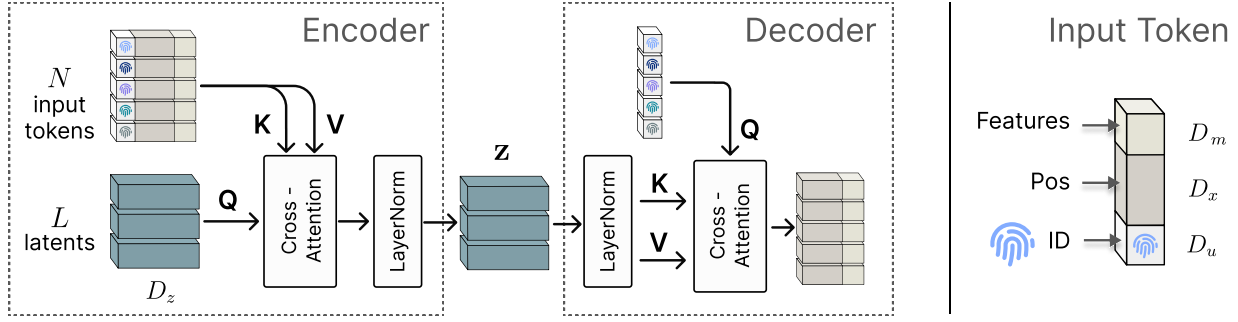 Encoder
N
input
tokens
K
V
L
latents
Q
Cross -
Attention
LayerNorm
D_z
z
Decoder
Q
LayerNorm
K
V
Cross -
Attention
Input Token
Features
D_m
Pos
D_x
ID
D_u